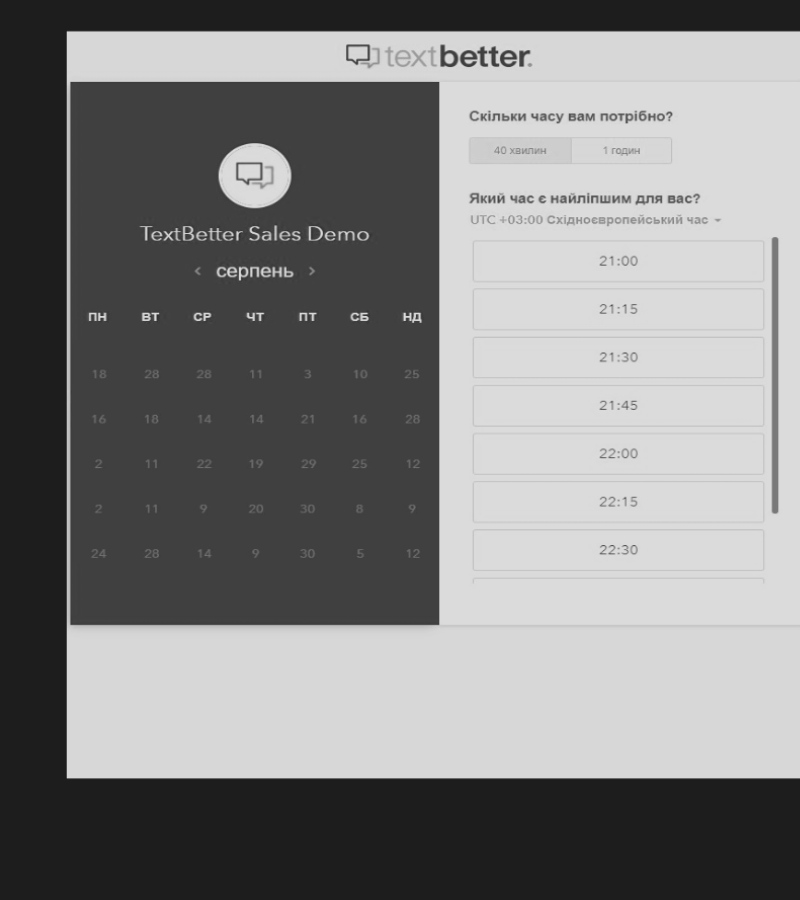 textbetter.
TextBetter Sales Demo
< серпень >
ПН ВТ СР ЧТ ПТ СБ НД
18 28 28 11 3 10 25
16 18 14 14 21 16 28
2 11 22 19 29 25 12
2 11 9 20 30 8 9
24 28 14 9 30 5 12
Скільки часу вам потрібно?
40 хвилин 1 годин
Який час є найліпшим для вас?
UTC +03:00 Східноєвропейський час
21:00
21:15
21:30
21:45
22:00
22:15
22:30